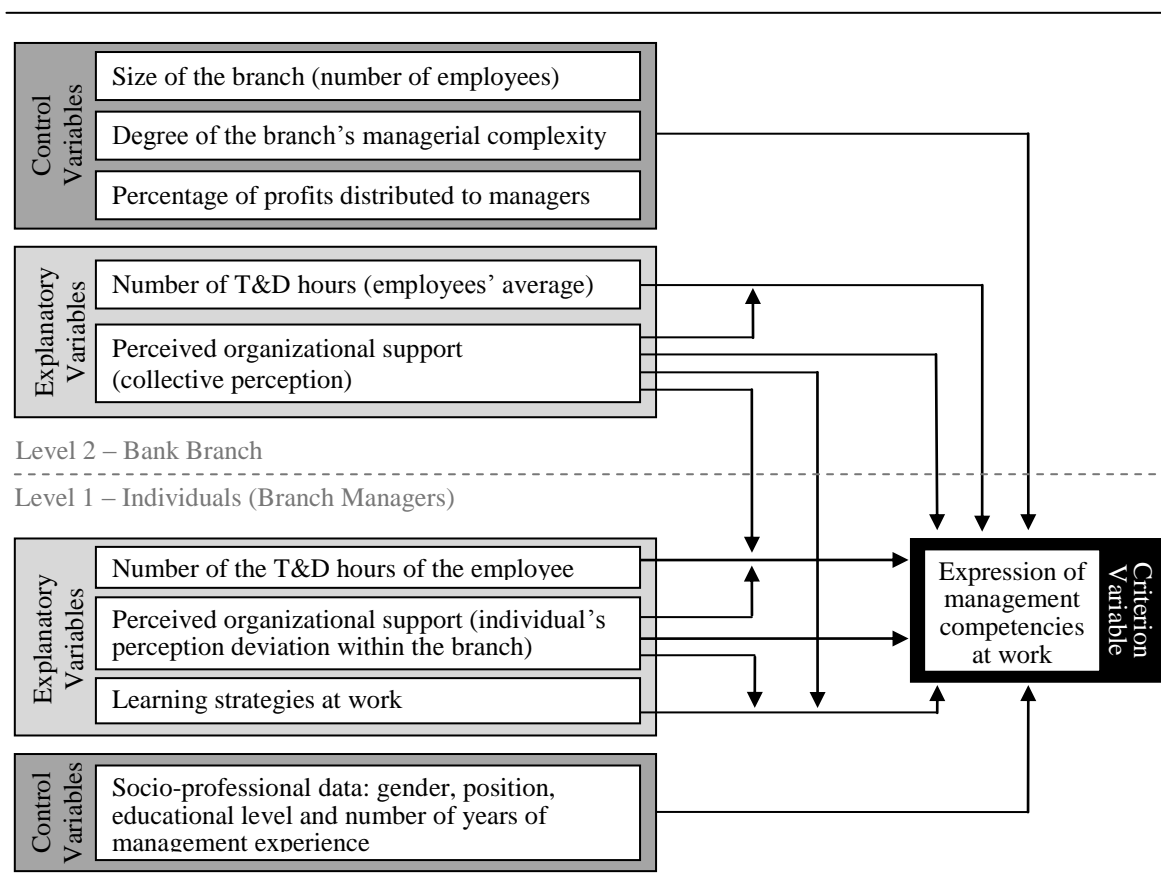 Control
Variables
Size of the branch (number of employees)
Degree of the branch’s managerial complexity
Percentage of profits distributed to managers
Explanatory
Variables
Number of T&D hours (employees’ average)
Perceived organizational support
(collective perception)
Level 2 – Bank Branch
Level 1 – Individuals (Branch Managers)
Explanatory
Variables
Number of the T&D hours of the employee
Perceived organizational support (individual’s
perception deviation within the branch)
Learning strategies at work
Expression of
management
competencies
at work
Criterion
Variable
Control
Variables
Socio-professional data: gender, position,
educational level and number of years of
management experience